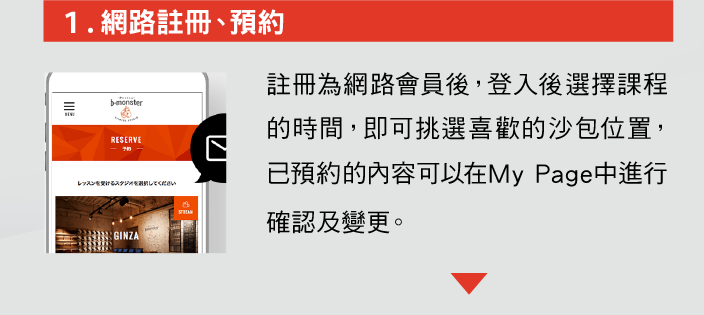 1.網路註冊、預約
註冊為網路會員後，登入後選擇課程
的時間，即可挑選喜歡的沙包位置，
已預約的內容可以在My Page中進行
確認及變更。
MENU
b-monster
RESERVE
予約
レッスンを受けるスタジオを選択してください
STREAM
GINZA